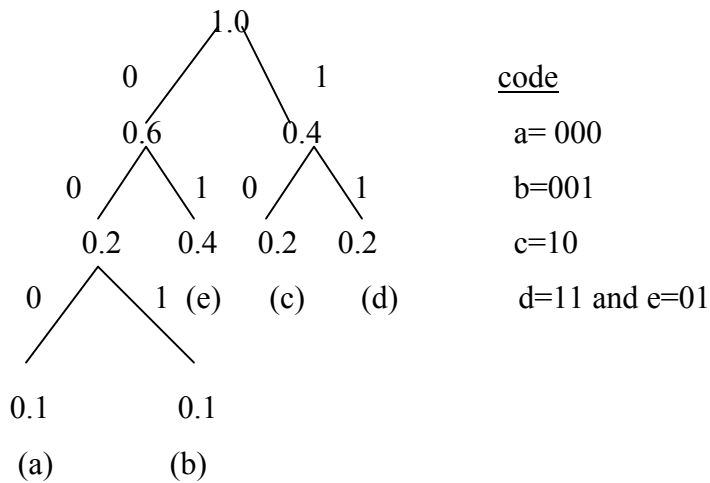 1.0
0 1 code
0.6 0.4 a= 000
0 1 0 1 b=001
0.2 0.4 0.2 0.2 c=10
0 1 (e) (c) (d) d=11 and e=01
0.1 0.1
(a) (b)